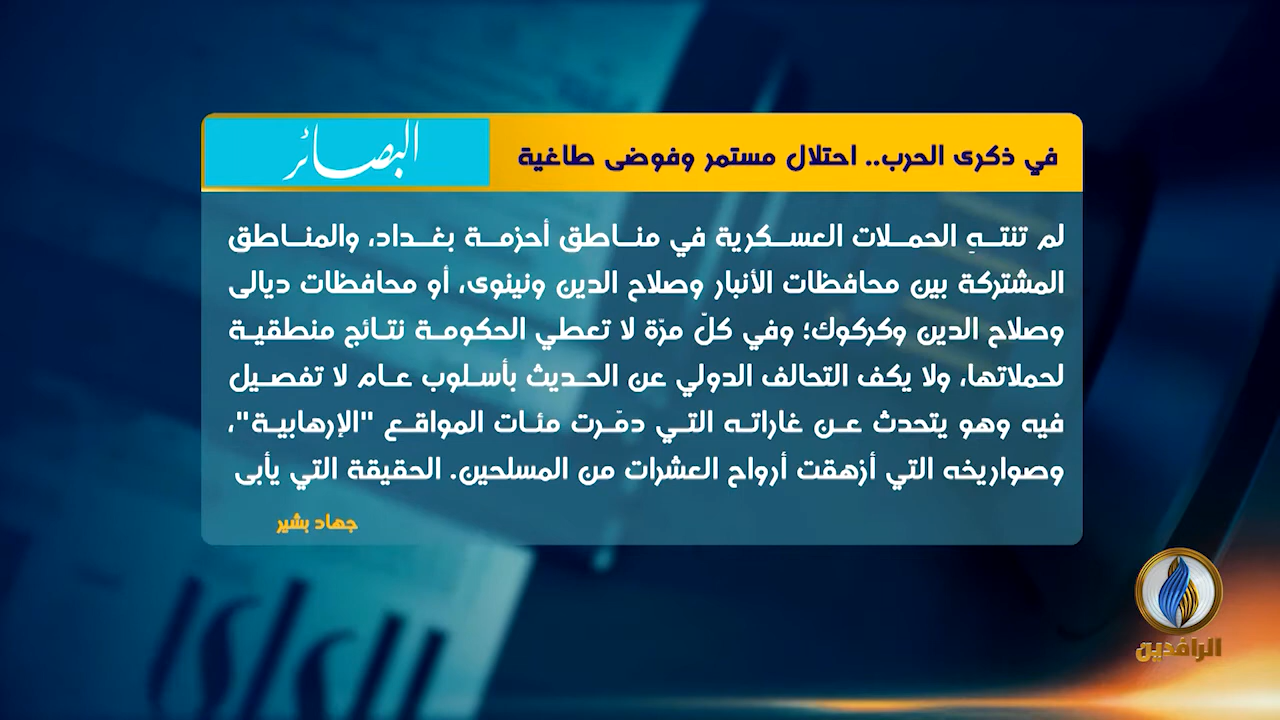 في ذكرى الحرب.. احتلال مستمر وفوضى طاغية
البصائر
لم تنتهِ الحملات العسكرية في مناطق أحزمة بغداد، والمناطق
المشتركة بين محافظات الأنبار وصلاح الدين ونينوى، أو محافظات ديالى
وصلاح الدين وكركوك؛ وفي كلّ مرّة لا تعطي الحكومة نتائج منطقية
لحملاتها، ولا يكف التحالف الدولي عن الحديث بأسلوب عام لا تفصيل
فيه وهو يتحدث عن غاراته التي دمّرت مئات المواقع "الإرهابية"،
وصواريخه التي أزهقت أرواح العشرات من المسلحين. الحقيقة التي يأبى
جهاد بشير
الرافدين